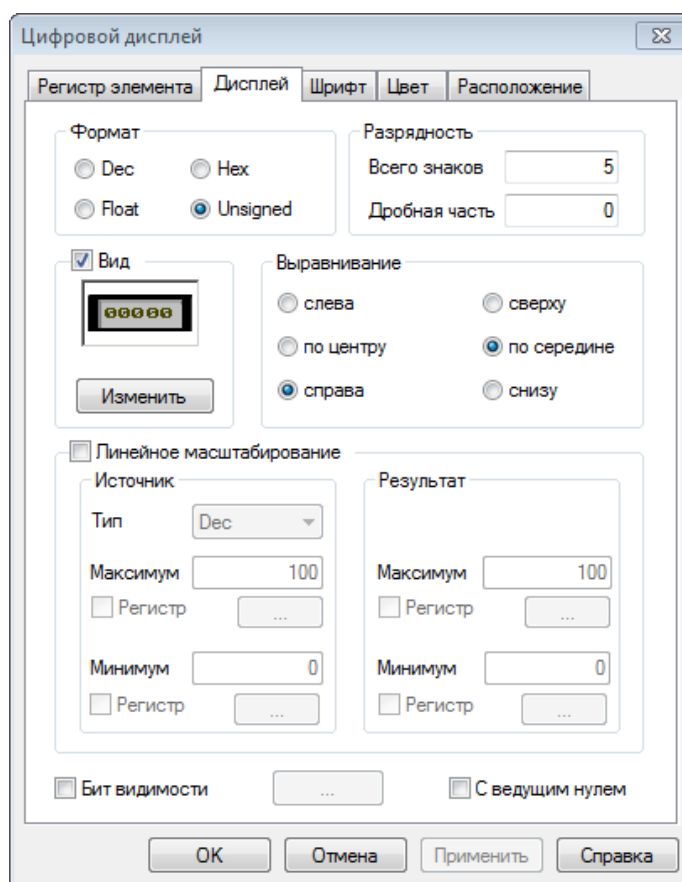 Цифровой дисплей
Регистр элемента Дисплей Шрифт Цвет Расположение
Формат Разрядность
Dec Hex Всего знаков 5
Float Unsigned Дробная часть 0
Вид Выравнивание
00000 слева сверху
по центру по середине
Изменить справа снизу
Линейное масштабирование
Источник Результат
Тип Dec
Максимум 100 Максимум 100
Регистр ... Регистр ...
Минимум 0 Минимум 0
Регистр ... Регистр ...
Бит видимости ... С ведущим нулем
OK Отмена Применить Справка